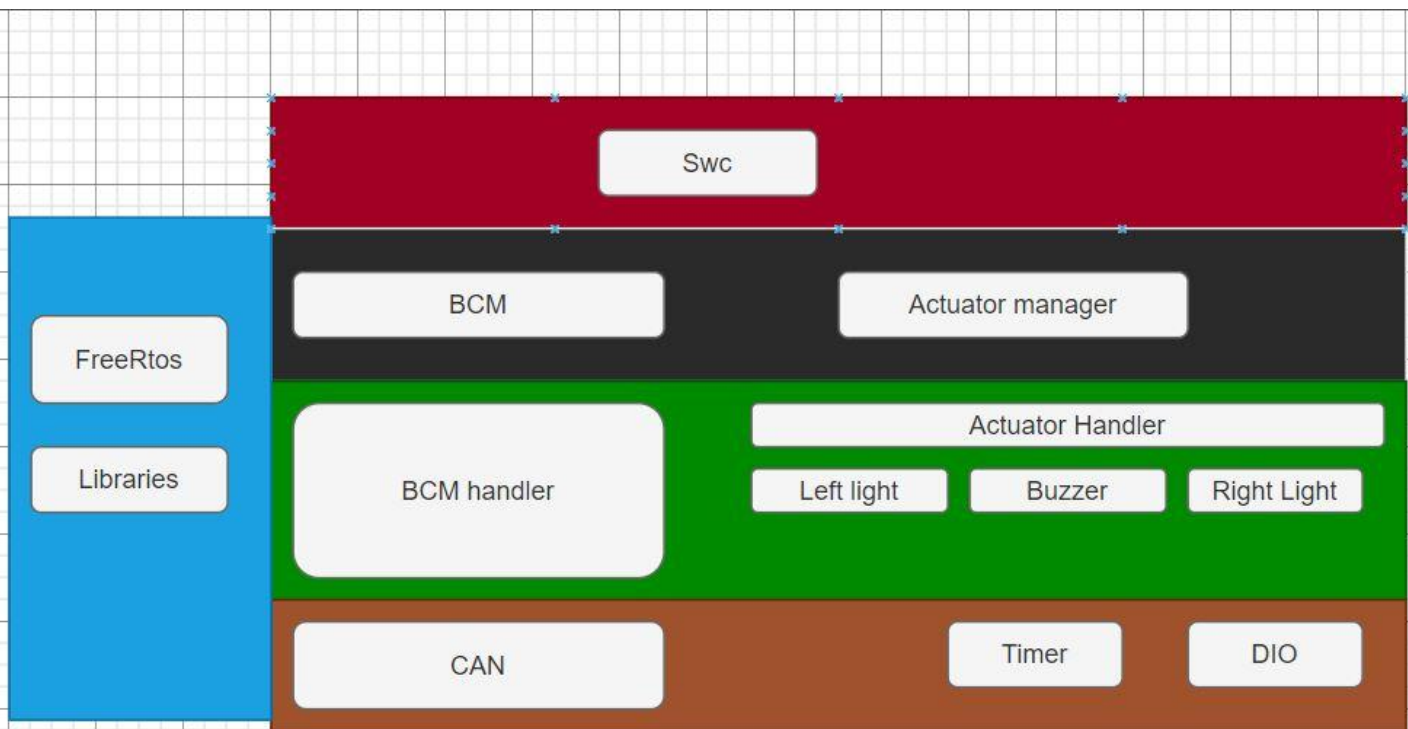 Swc
BCM
Actuator manager
FreeRtos
Libraries
BCM handler
Actuator Handler
Left light
Buzzer
Right Light
CAN
Timer
DIO